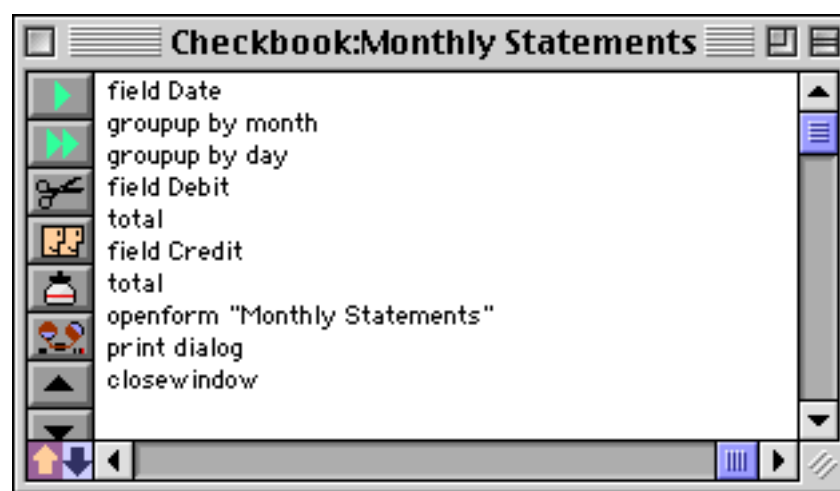 Checkbook:Monthly Statements
field Date
groupup by month
groupup by day
field Debit
total
field Credit
total
openform "Monthly Statements"
print dialog
closewindow